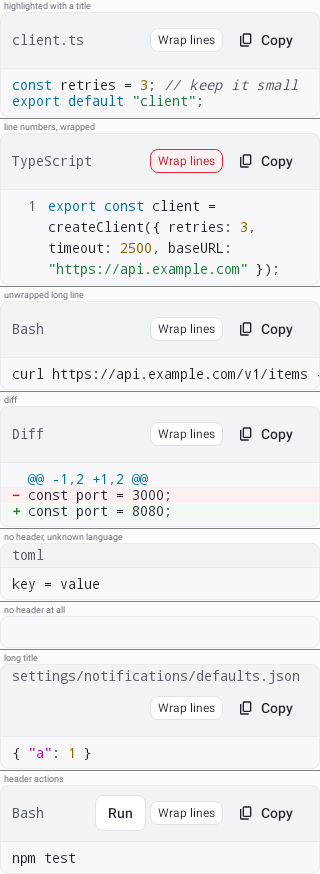 highlighted with a title
client.ts Wrap lines Copy
const retries = 3; // keep it small
export default "client";
line numbers, wrapped
TypeScript Wrap lines Copy
1 export const client =
createClient({ retries: 3,
timeout: 2500, baseURL:
"https://api.example.com" });
unwrapped long line
Bash Wrap lines Copy
curl https://api.example.com/v1/items -
diff
Diff Wrap lines Copy
@@ -1,2 +1,2 @@
− const port = 3000;
+ const port = 8080;
no header, unknown language
toml
key = value
no header at all
long title
settings/notifications/defaults.json
Wrap lines Copy
{ "a": 1 }
header actions
Bash Run Wrap lines Copy
npm test